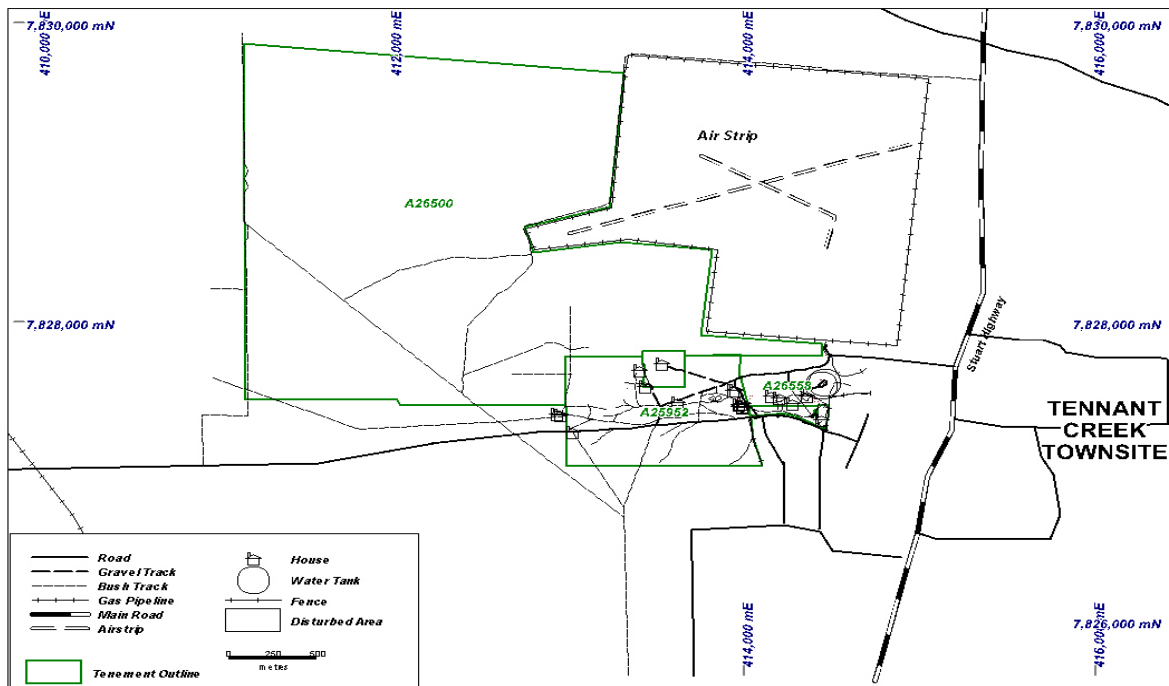 7,830,000 mN
410,000 mE
412,000 mE
414,000 mE
416,000 mE
7,830,000 mN
Air Strip
A26500
7,828,000 mN
7,828,000 mN
Stuart Highway
A26558
A25952
TENNANT
CREEK
TOWNSITE
Road
Gravel Track
Bush Track
Gas Pipeline
Main Road
Airstrip
Tenement Outline
House
Water Tank
Fence
Disturbed Area
0 250 500
metres
414,000 mE
416,000 mE
7,826,000 mN